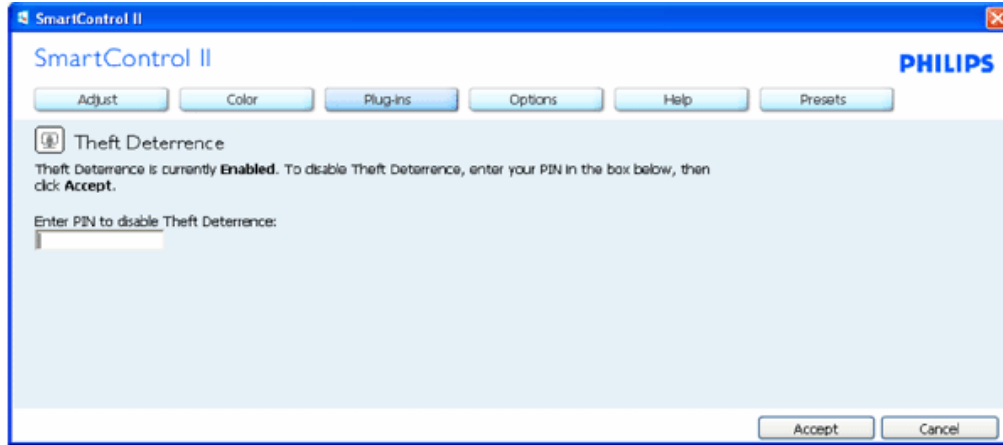 SmartControl II
SmartControl II
PHILIPS
Adjust Color Plug-ins Options Help Presets
Theft Deterrence
Theft Deterrence is currently Enabled. To disable Theft Deterrence, enter your PIN in the box below, then
click Accept.
Enter PIN to disable Theft Deterrence:
Accept Cancel